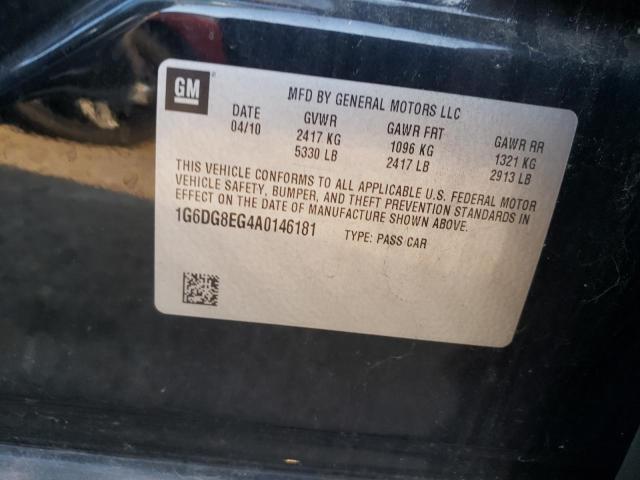 GM
MFD BY GENERAL MOTORS LLC
DATE GVWR GAWR FRT GAWR RR
04/10 2417 KG 1096 KG 1321 KG
5330 LB 2417 LB 2913 LB
THIS VEHICLE CONFORMS TO ALL APPLICABLE U.S. FEDERAL MOTOR
VEHICLE SAFETY, BUMPER, AND THEFT PREVENTION STANDARDS IN
EFFECT ON THE DATE OF MANUFACTURE SHOWN ABOVE.
1G6DG8EG4A0146181 TYPE: PASS CAR